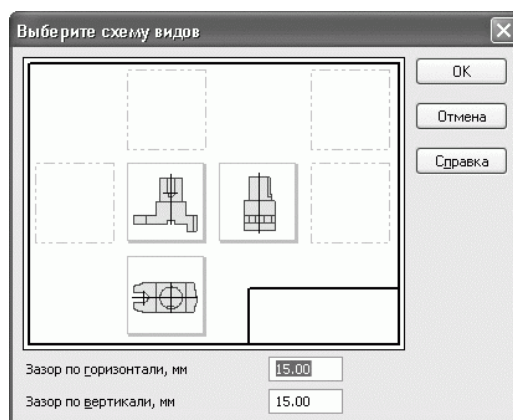 Выберите схему видов
OK
Отмена
Справка
Зазор по горизонтали, мм 15.00
Зазор по вертикали, мм 15.00